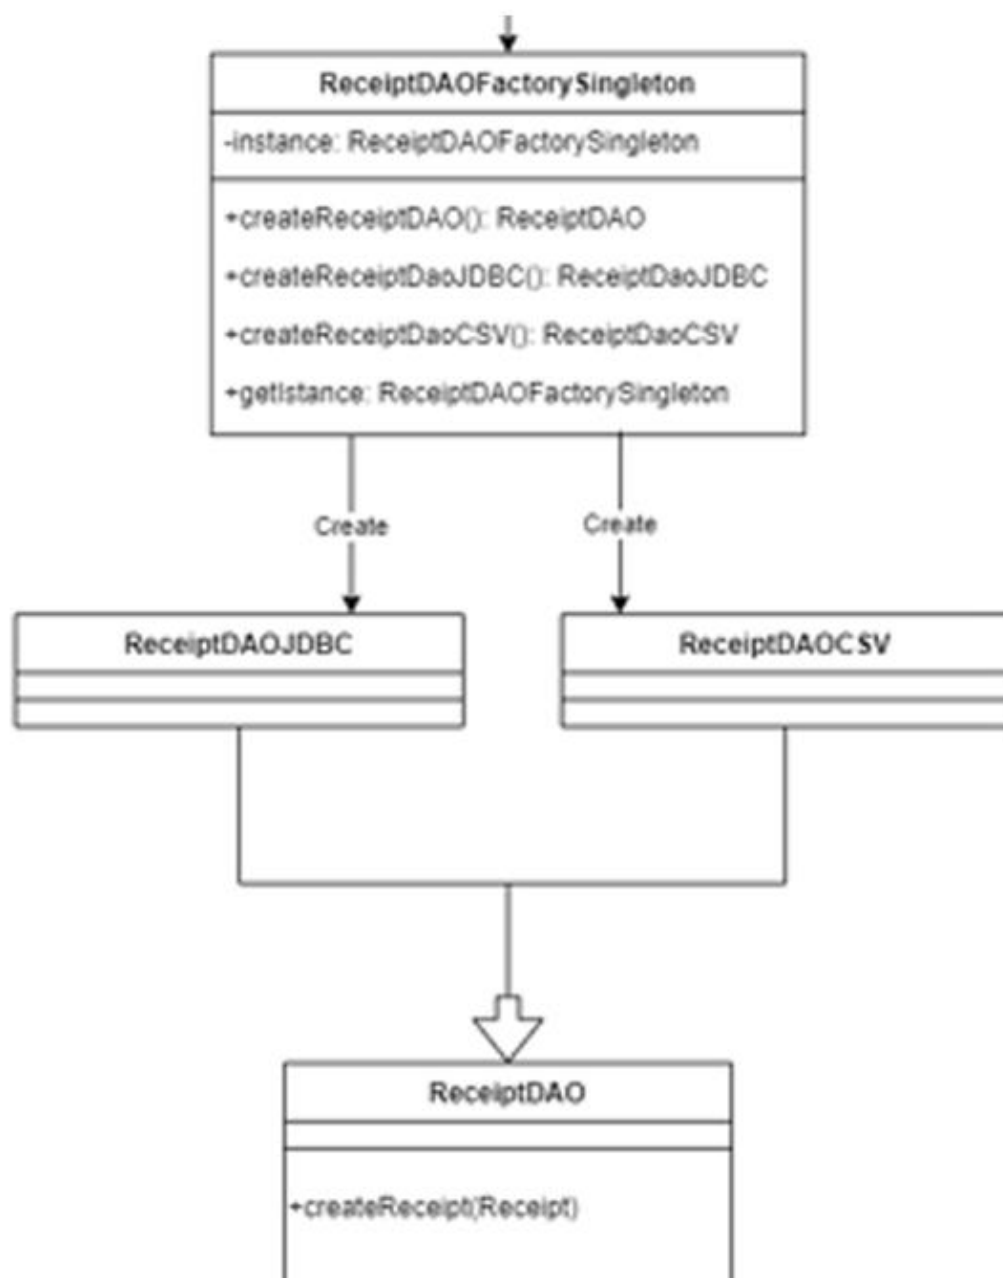 ReceiptDAOFactorySingleton
-instance: ReceiptDAOFactorySingleton
+createReceiptDAO(): ReceiptDAO
+createReceiptDaoJDBC(): ReceiptDaoJDBC
+createReceiptDaoCSV(): ReceiptDaoCSV
+getIstance: ReceiptDAOFactorySingleton
Create
Create
ReceiptDAOJDBC
ReceiptDAOCSV
ReceiptDAO
+createReceipt(Receipt)